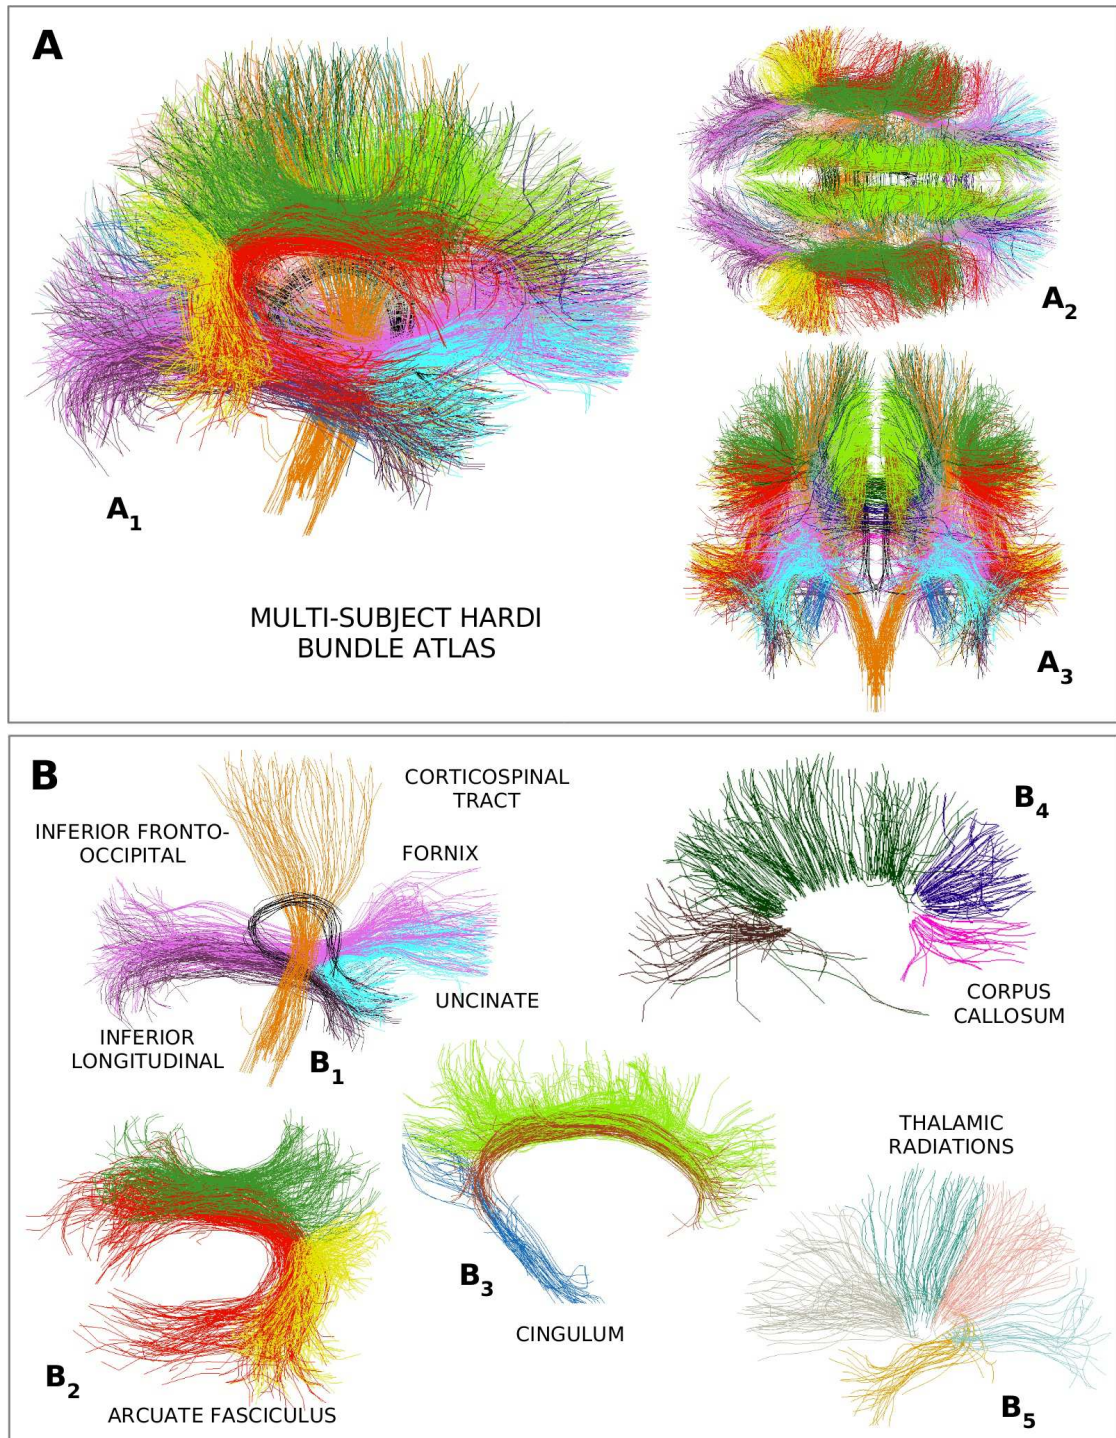 A
A1
A2
A3
MULTI-SUBJECT HARDI
BUNDLE ATLAS
B
CORTICOSPINAL
TRACT
INFERIOR FRONTO-
OCCIPITAL
FORNIX
UNCINATE
INFERIOR
LONGITUDINAL
B1
B4
CORPUS
CALLOSUM
B2
ARCUATE FASCICULUS
B3
CINGULUM
THALAMIC
RADIATIONS
B5